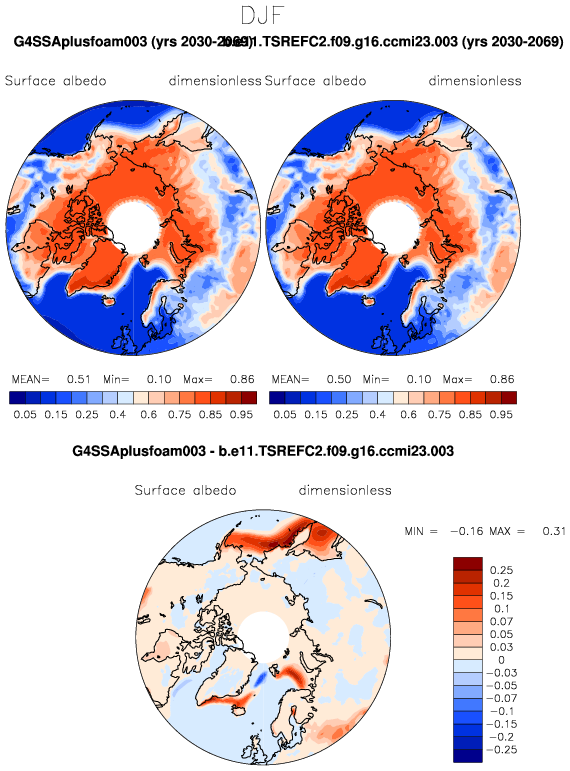 DJF
G4SSAplusfoam003 (yrs 2030-2069) b.e11.TSREFC2.f09.g16.ccmi23.003 (yrs 2030-2069)
Surface albedo dimensionless Surface albedo dimensionless
MEAN= 0.51 Min= 0.10 Max= 0.86 MEAN= 0.50 Min= 0.10 Max= 0.86
0.05 0.15 0.25 0.4 0.6 0.75 0.85 0.95 0.05 0.15 0.25 0.4 0.6 0.75 0.85 0.95
G4SSAplusfoam003 - b.e11.TSREFC2.f09.g16.ccmi23.003
Surface albedo dimensionless
MIN = -0.16 MAX = 0.31
0.25
0.2
0.15
0.1
0.07
0.05
0.03
0
-0.03
-0.05
-0.07
-0.1
-0.15
-0.2
-0.25